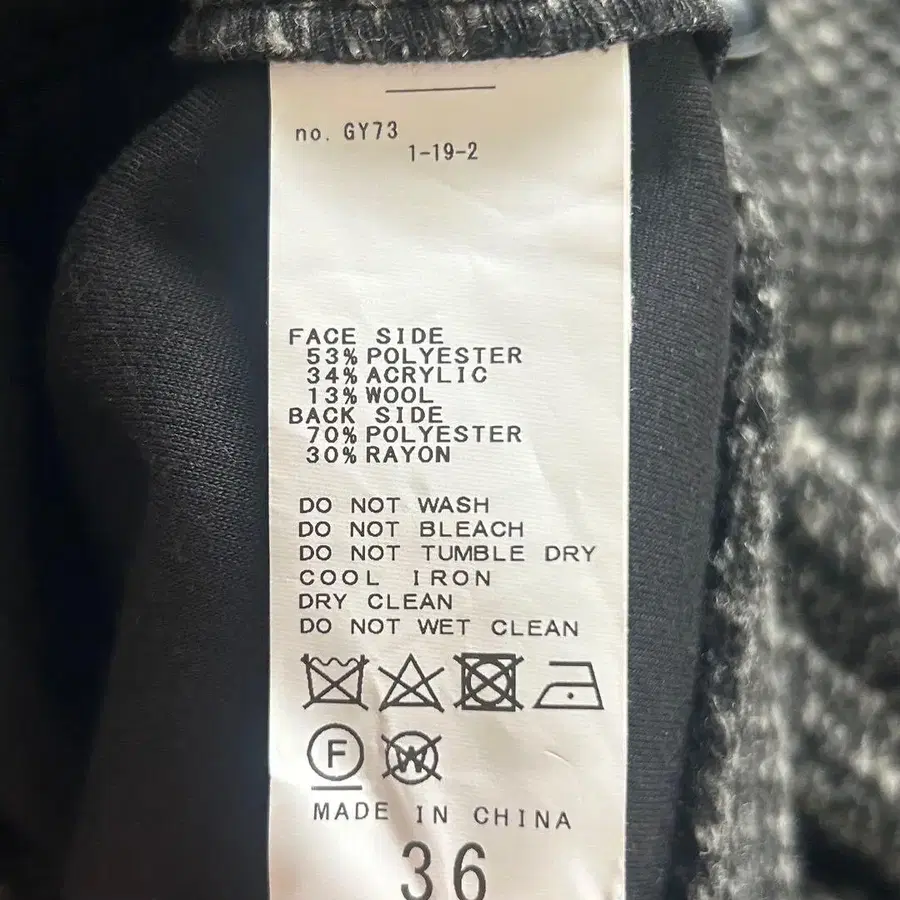 no. GY73
1-19-2
FACE SIDE
53% POLYESTER
34% ACRYLIC
13% WOOL
BACK SIDE
70% POLYESTER
30% RAYON
DO NOT WASH
DO NOT BLEACH
DO NOT TUMBLE DRY
COOL IRON
DRY CLEAN
DO NOT WET CLEAN
F W
MADE IN CHINA
36